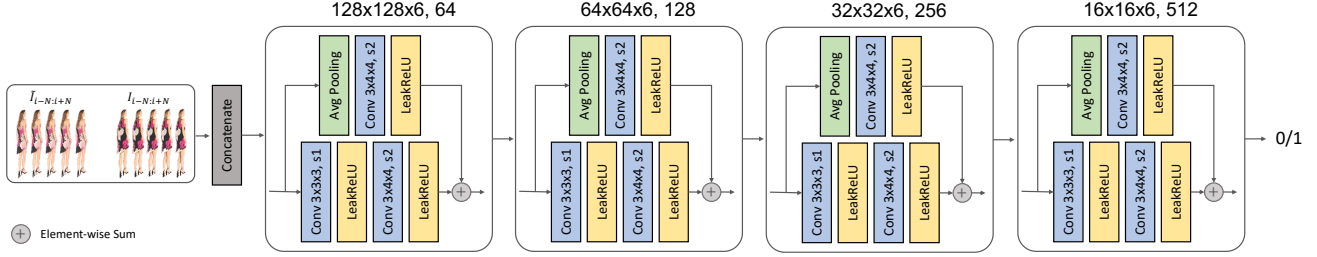 128x128x6, 64
64x64x6, 128
32x32x6, 256
16x16x6, 512
Ĩᵢ₋N:ᵢ₊N
Iᵢ₋N:ᵢ₊N
Concatenate
Avg Pooling
Conv 3x4x4, s2
LeakReLU
Conv 3x3x3, s1
LeakReLU
Conv 3x4x4, s2
LeakReLU
+
Avg Pooling
Conv 3x4x4, s2
LeakReLU
Conv 3x3x3, s1
LeakReLU
Conv 3x4x4, s2
LeakReLU
+
Avg Pooling
Conv 3x4x4, s2
LeakReLU
Conv 3x3x3, s1
LeakReLU
Conv 3x4x4, s2
LeakReLU
+
Avg Pooling
Conv 3x4x4, s2
LeakReLU
Conv 3x3x3, s1
LeakReLU
Conv 3x4x4, s2
LeakReLU
+
0/1
+ Element-wise Sum